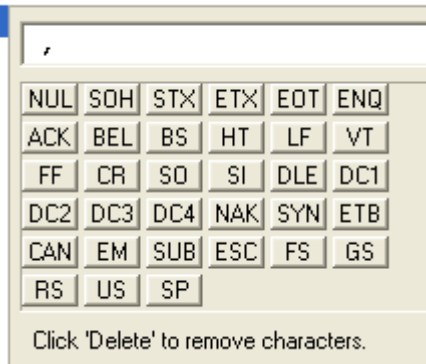 ,
NUL SOH STX ETX EOT ENQ
ACK BEL BS HT LF VT
FF CR SO SI DLE DC1
DC2 DC3 DC4 NAK SYN ETB
CAN EM SUB ESC FS GS
RS US SP
Click 'Delete' to remove characters.